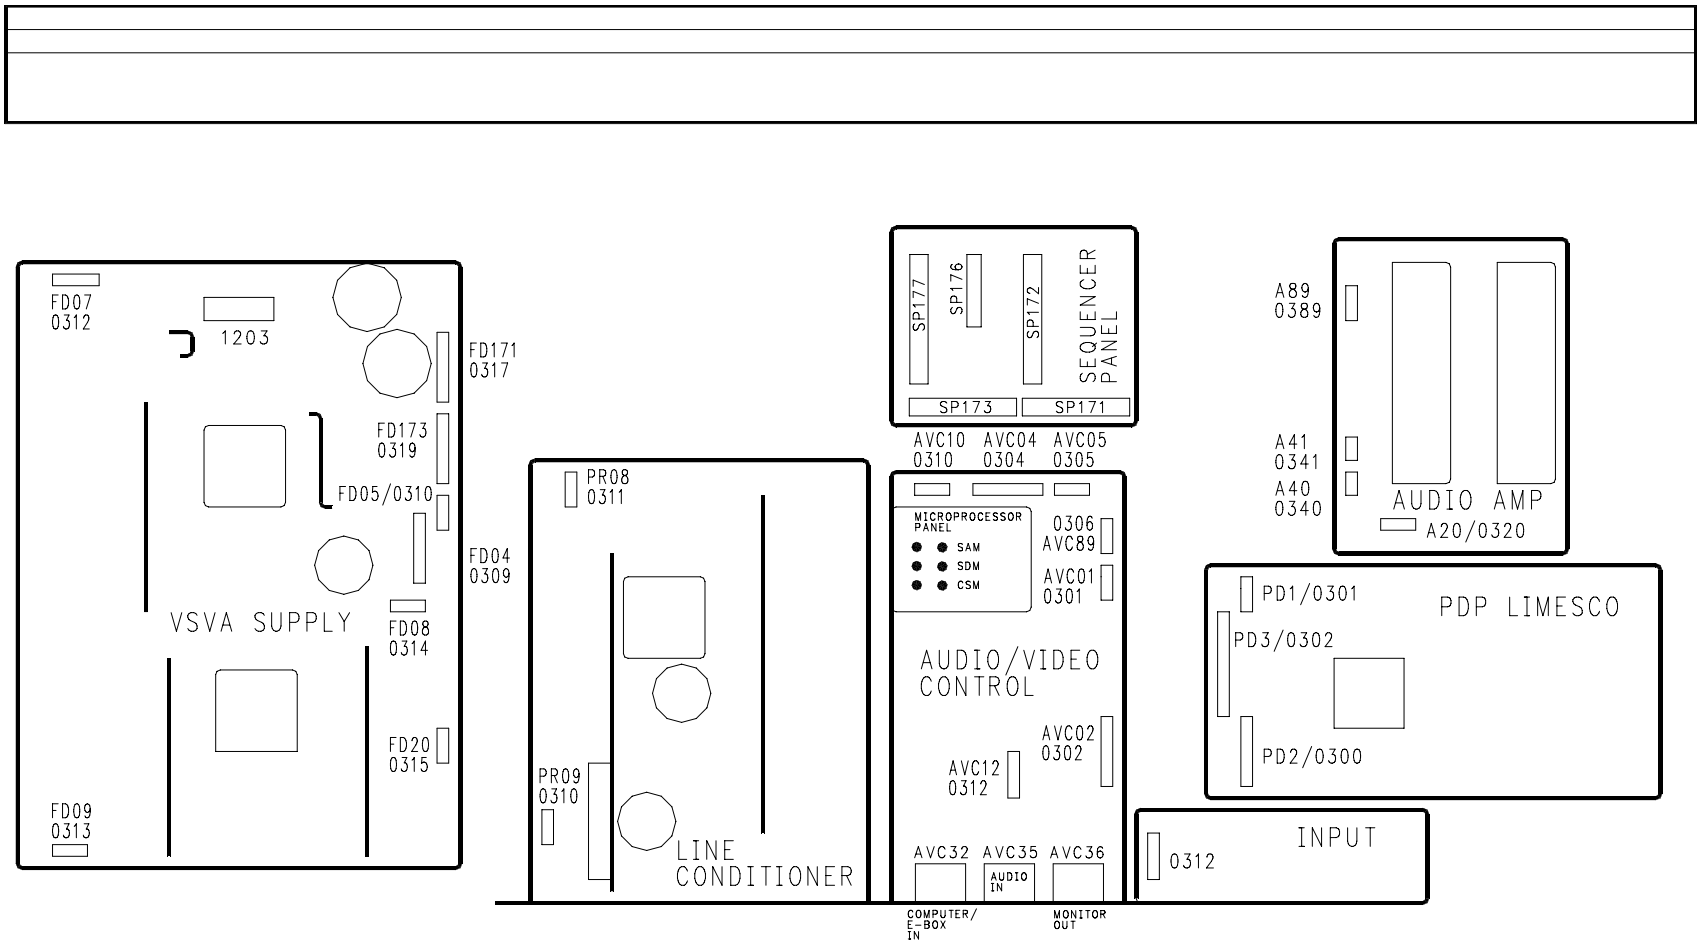 FD07
0312
1203
FD171
0317
FD173
0319
FD05/0310
FD04
0309
VSVA SUPPLY
FD08
0314
FD20
0315
FD09
0313
PR08
0311
PR09
0310
LINE
CONDITIONER
SP177
SP176
SP172
SEQUENCER
PANEL
SP173
SP171
AVC10 AVC04 AVC05
0310 0304 0305
MICROPROCESSOR
PANEL
SAM
SDM
CSM
0306
AVC89
AVC01
0301
AUDIO/VIDEO
CONTROL
AVC02
0302
AVC12
0312
AVC32 AVC35 AVC36
AUDIO
IN
COMPUTER/
E-BOX
IN
MONITOR
OUT
A89
0389
A41
0341
A40
0340
AUDIO AMP
A20/0320
PD1/0301
PDP LIMESCO
PD3/0302
PD2/0300
INPUT
0312